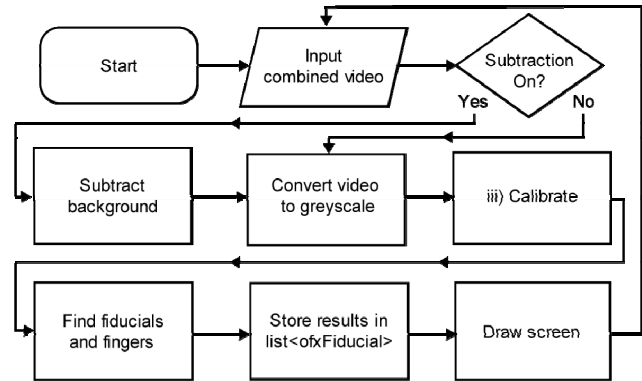 Start
Input
combined video
Subtraction
On?
Yes
No
Subtract
background
Convert video
to greyscale
iii) Calibrate
Find fiducials
and fingers
Store results in
list<ofxFiducial>
Draw screen